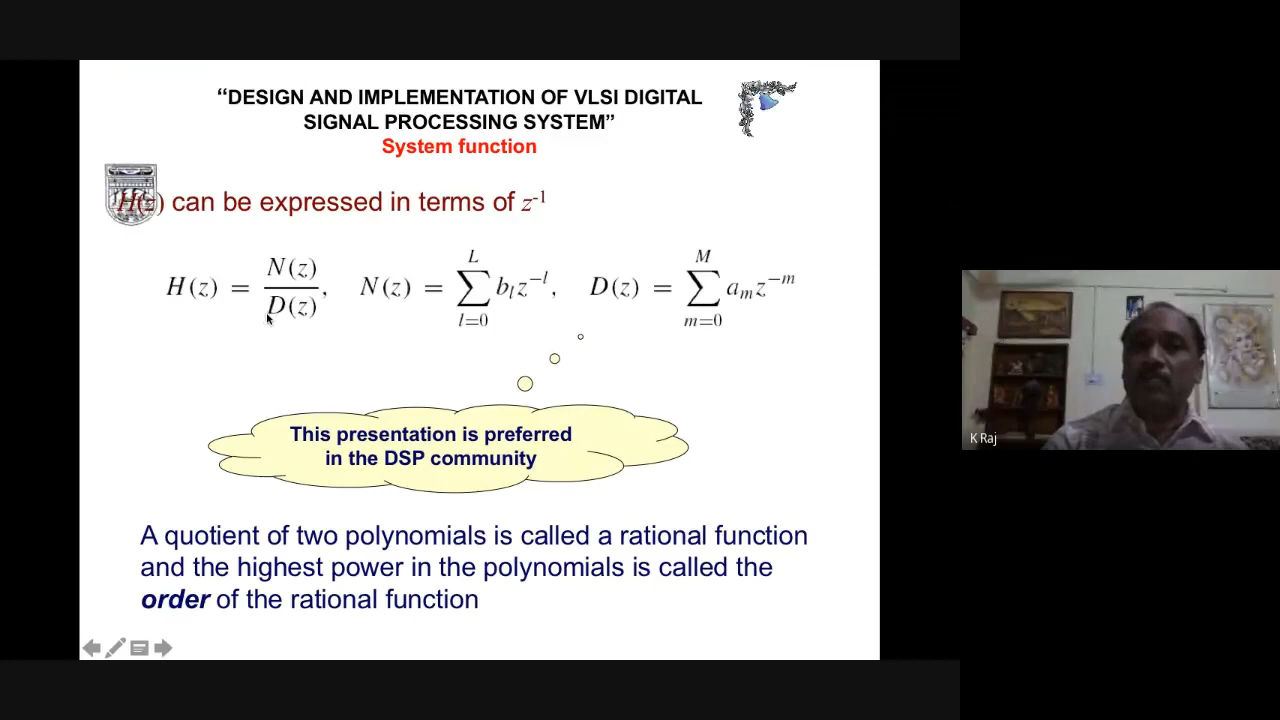 “DESIGN AND IMPLEMENTATION OF VLSI DIGITAL
SIGNAL PROCESSING SYSTEM”
System function
H(z) can be expressed in terms of z⁻¹
H(z) = N(z)/D(z), N(z) = ∑_{l=0}^{L} b_l z^{−l}, D(z) = ∑_{m=0}^{M} a_m z^{−m}
This presentation is preferred
in the DSP community
A quotient of two polynomials is called a rational function
and the highest power in the polynomials is called the
order of the rational function
K Raj